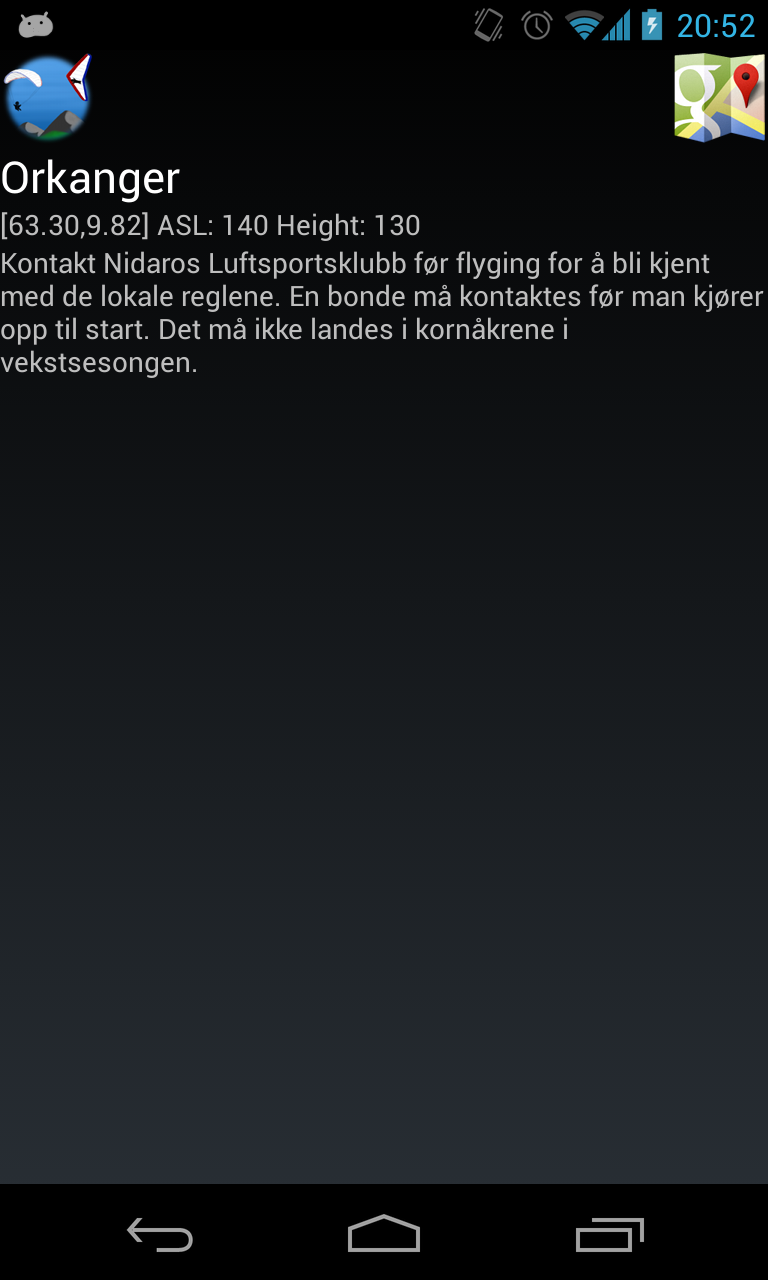 20:52
g
Orkanger
[63.30,9.82] ASL: 140 Height: 130
Kontakt Nidaros Luftsportsklubb før flyging for å bli kjent
med de lokale reglene. En bonde må kontaktes før man kjører
opp til start. Det må ikke landes i kornåkrene i
vekstsesongen.